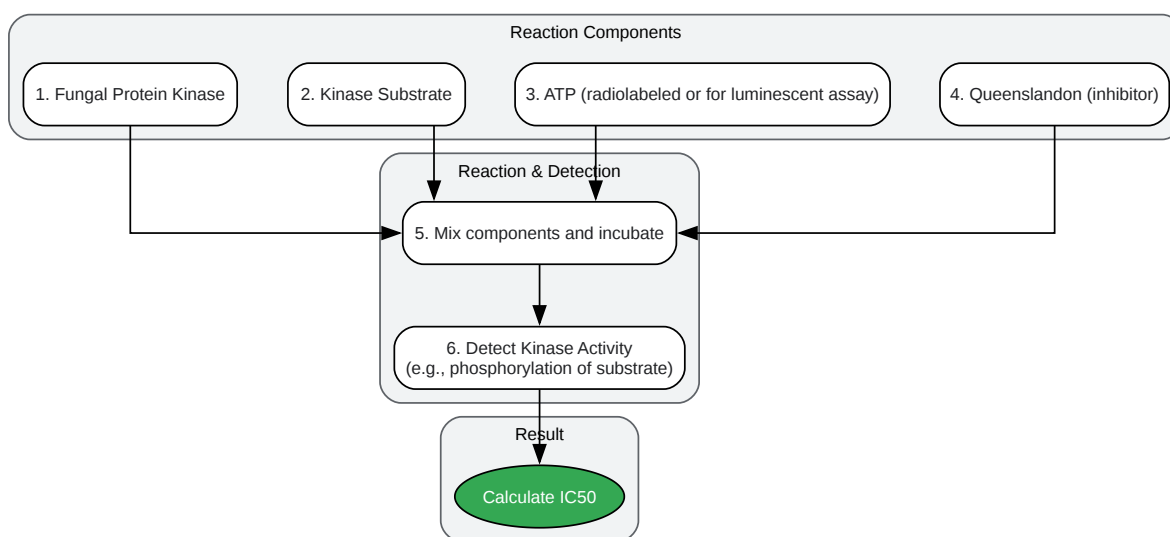 Reaction Components
1. Fungal Protein Kinase
2. Kinase Substrate
3. ATP (radiolabeled or for luminescent assay)
4. Queenslandon (inhibitor)
Reaction & Detection
5. Mix components and incubate
6. Detect Kinase Activity
(e.g., phosphorylation of substrate)
Result
Calculate IC50